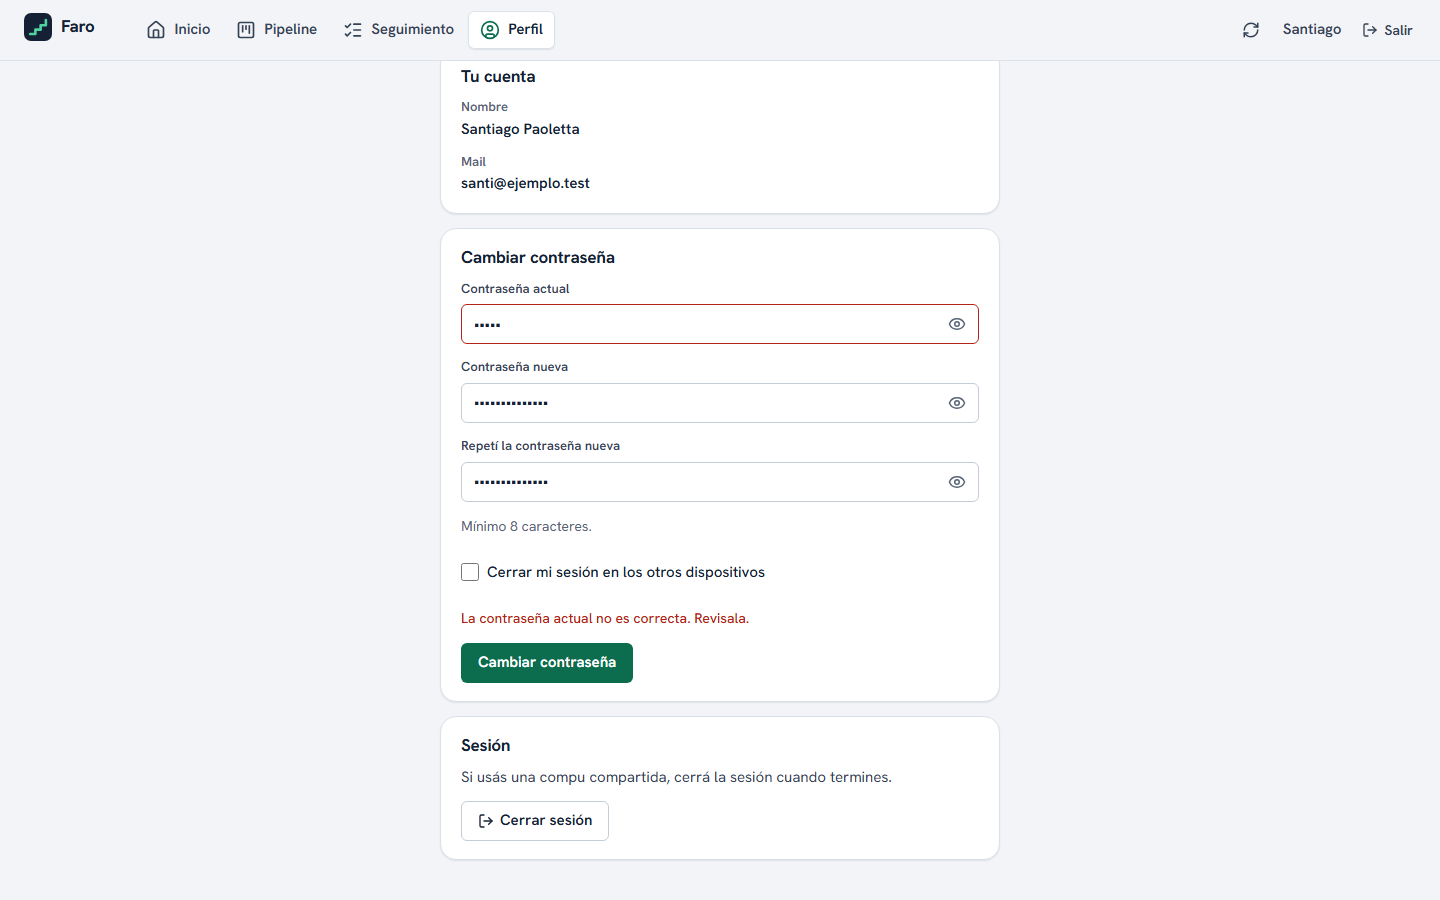 Faro
Inicio
Pipeline
Seguimiento
Perfil
Santiago
Salir
Tu cuenta
Nombre
Santiago Paoletta
Mail
santi@ejemplo.test
Cambiar contraseña
Contraseña actual
Contraseña nueva
Repetí la contraseña nueva
Mínimo 8 caracteres.
Cerrar mi sesión en los otros dispositivos
La contraseña actual no es correcta. Revisala.
Cambiar contraseña
Sesión
Si usás una compu compartida, cerrá la sesión cuando termines.
Cerrar sesión